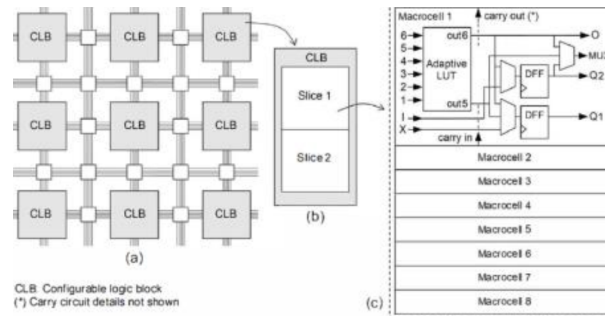 CLB
CLB
CLB
CLB
CLB
CLB
CLB
CLB
CLB
(a)
CLB
Slice 1
Slice 2
(b)
Macrocell 1
carry out (*)
6
5
4
3
2
1
I
X
out6
Adaptive
LUT
out5
carry in
DFF
DFF
O
Q2
Q1
Macrocell 2
Macrocell 3
Macrocell 4
Macrocell 5
Macrocell 6
Macrocell 7
Macrocell 8
(c)
CLB: Configurable logic block
(*) Carry circuit details not shown